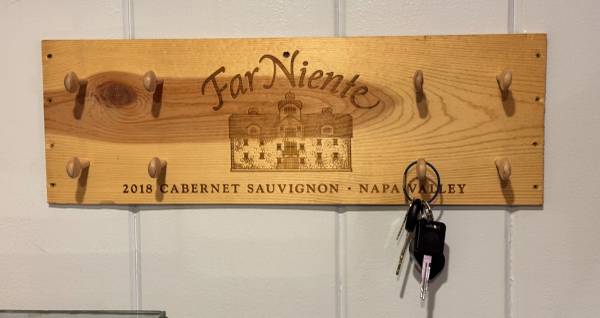 Far Niente
2018 CABERNET SAUVIGNON · NAPA VALLEY